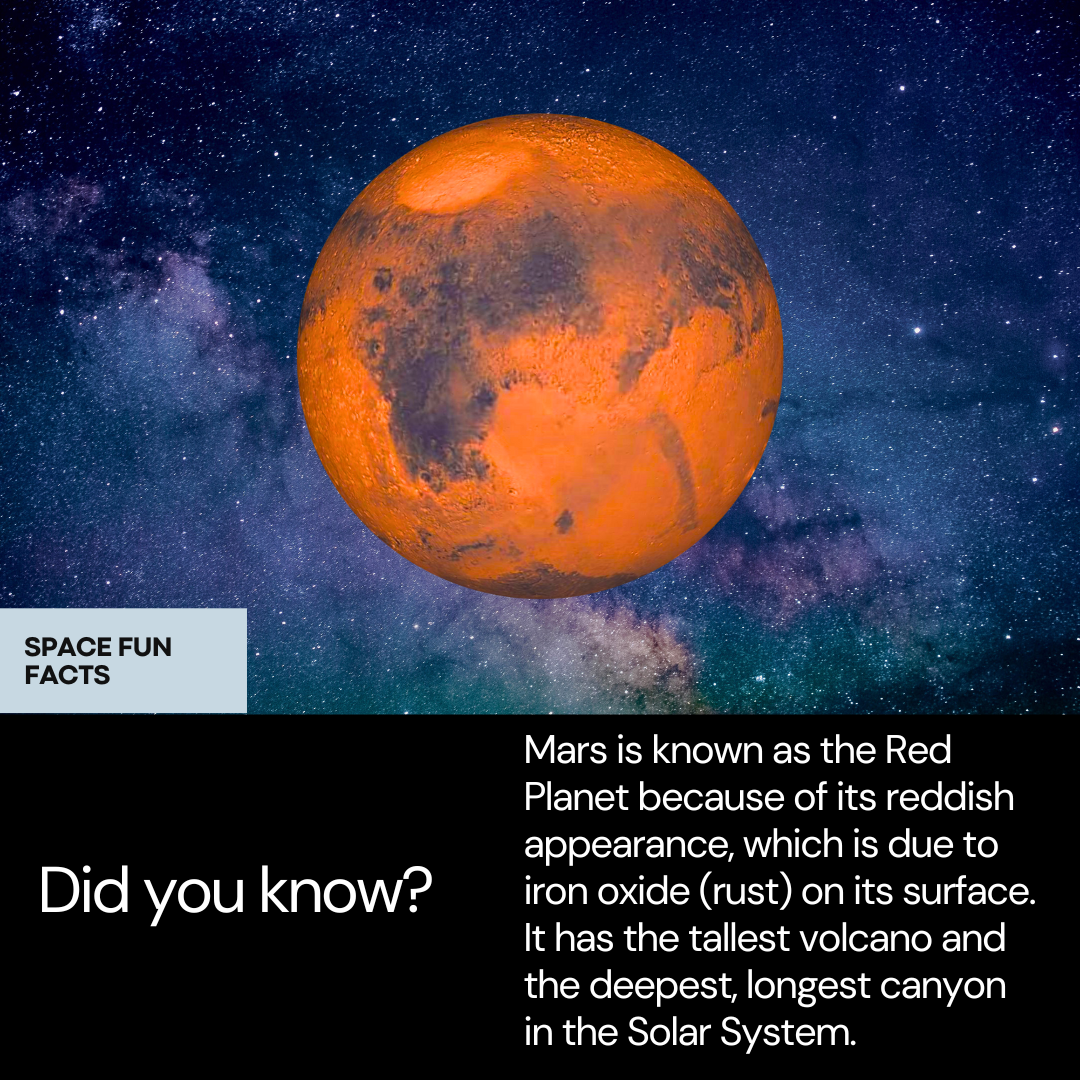 SPACE FUN
FACTS
Did you know?
Mars is known as the Red
Planet because of its reddish
appearance, which is due to
iron oxide (rust) on its surface.
It has the tallest volcano and
the deepest, longest canyon
in the Solar System.